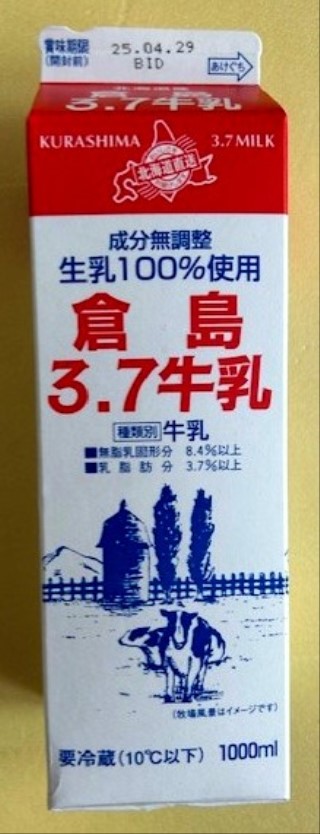 賞味期限
(開封前)
25.04.29
BID
あけぐち
倉島
3.7牛乳
KURASHIMA 3.7 MILK
北海道直送
成分無調整
生乳100%使用
倉島
3.7牛乳
種類別 牛乳
■無脂乳固形分 8.4%以上
■乳脂肪分 3.7%以上
(牧場風景はイメージです)
要冷蔵(10℃以下) 1000ml